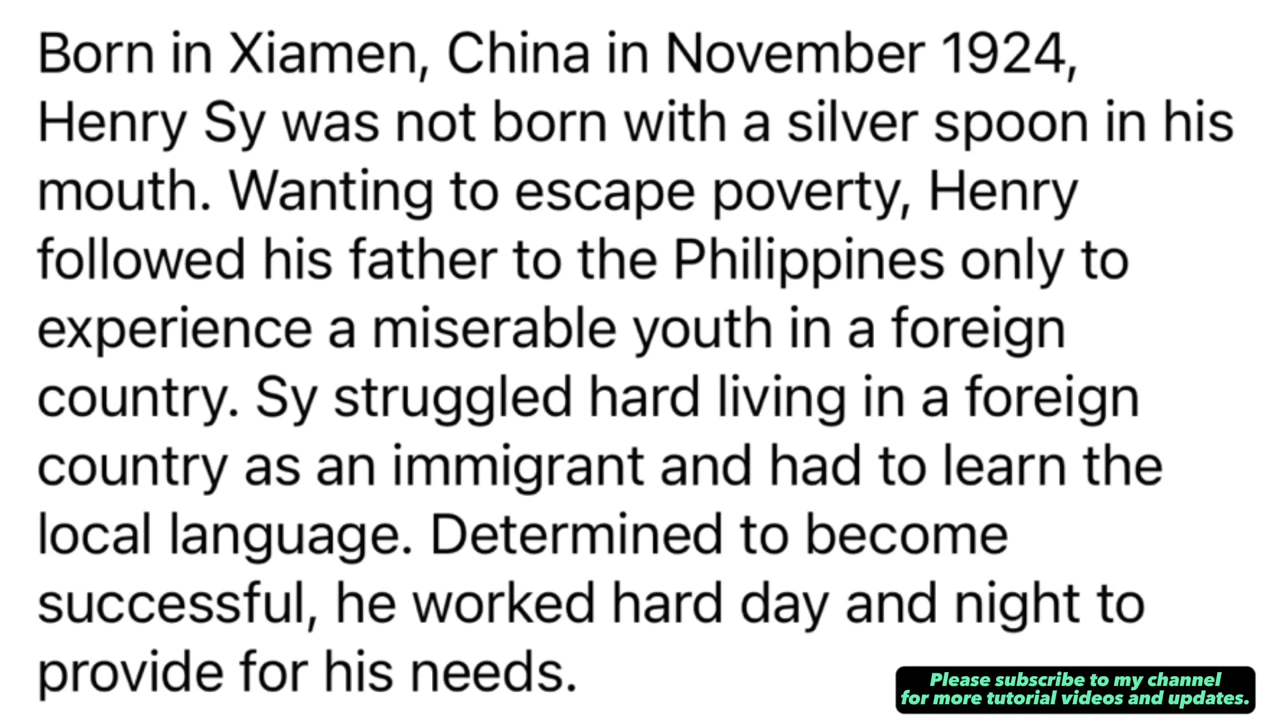 Born in Xiamen, China in November 1924,
Henry Sy was not born with a silver spoon in his
mouth. Wanting to escape poverty, Henry
followed his father to the Philippines only to
experience a miserable youth in a foreign
country. Sy struggled hard living in a foreign
country as an immigrant and had to learn the
local language. Determined to become
successful, he worked hard day and night to
provide for his needs.
Please subscribe to my channel
for more tutorial videos and updates.